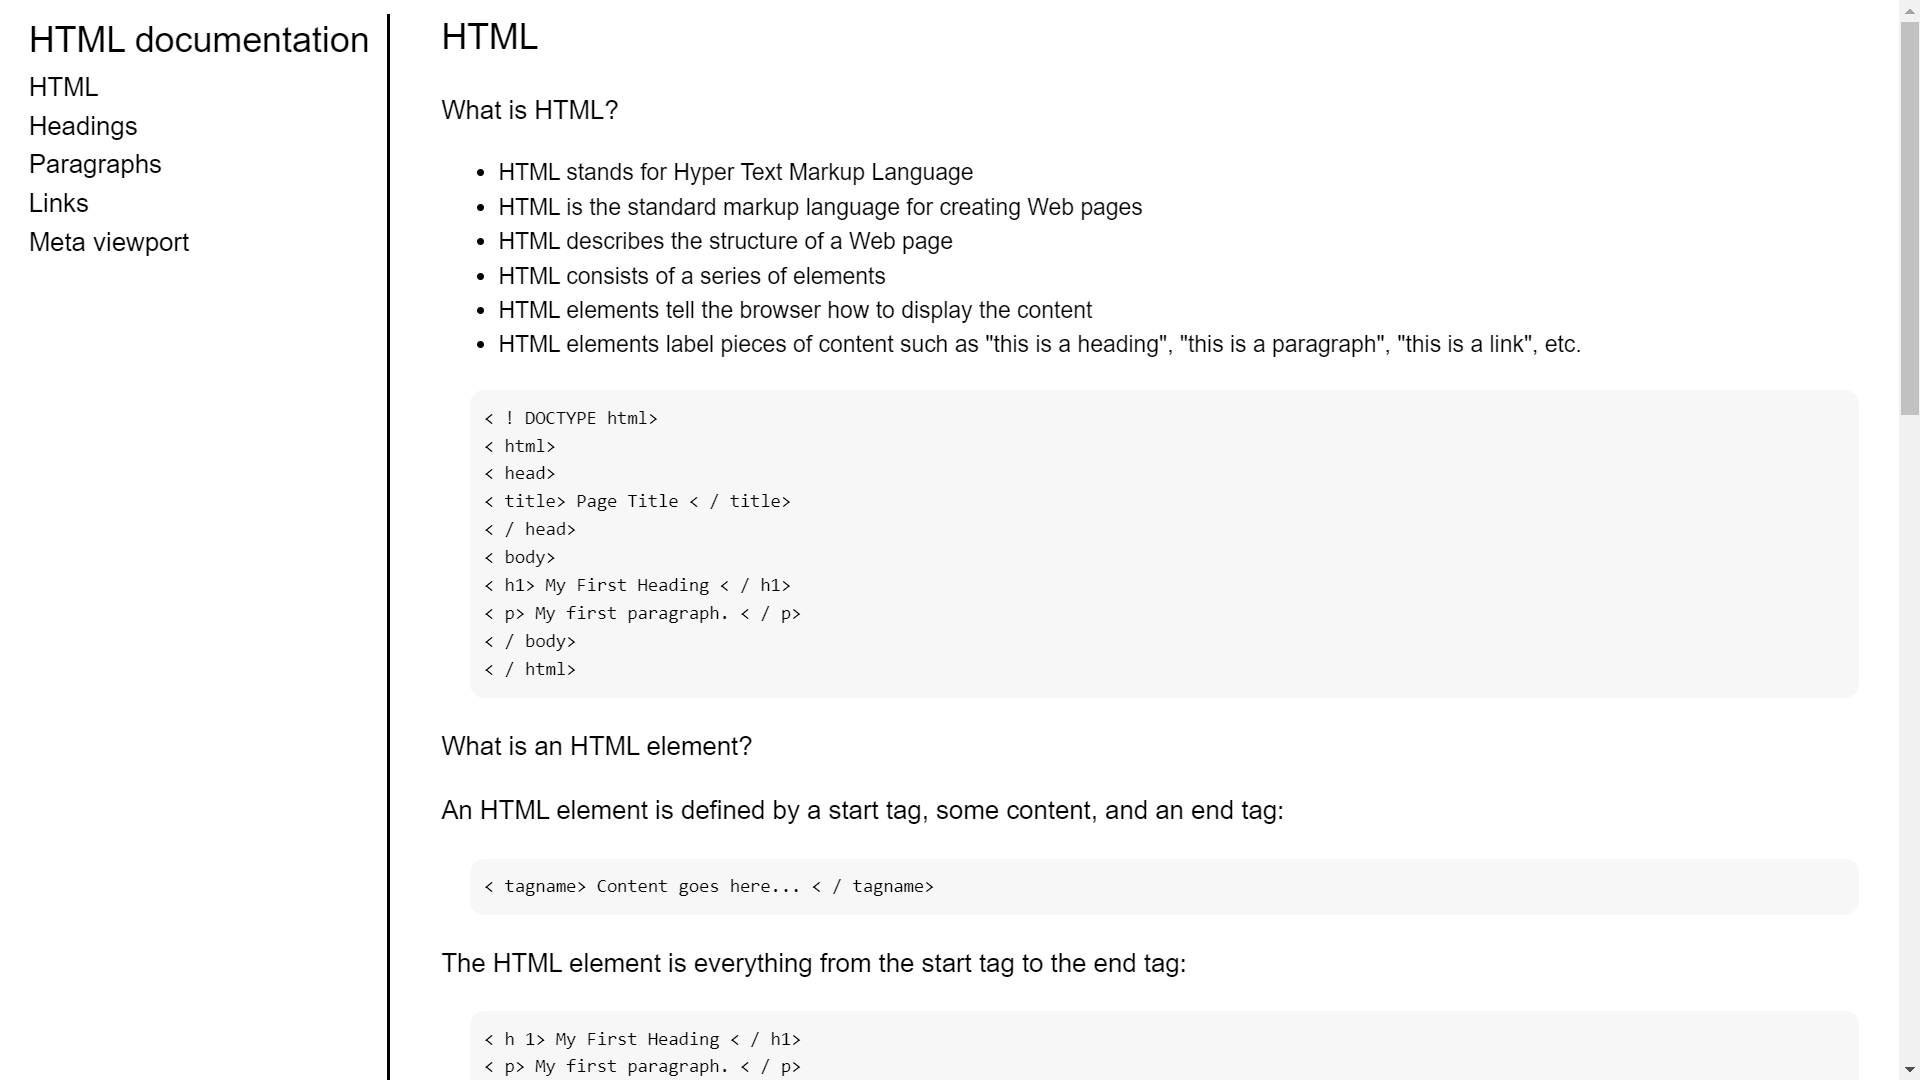 HTML documentation
HTML
Headings
Paragraphs
Links
Meta viewport
HTML
What is HTML?
• HTML stands for Hyper Text Markup Language
• HTML is the standard markup language for creating Web pages
• HTML describes the structure of a Web page
• HTML consists of a series of elements
• HTML elements tell the browser how to display the content
• HTML elements label pieces of content such as "this is a heading", "this is a paragraph", "this is a link", etc.
< ! DOCTYPE html>
< html>
< head>
< title> Page Title < / title>
< / head>
< body>
< h1> My First Heading < / h1>
< p> My first paragraph. < / p>
< / body>
< / html>
What is an HTML element?
An HTML element is defined by a start tag, some content, and an end tag:
< tagname> Content goes here... < / tagname>
The HTML element is everything from the start tag to the end tag:
< h 1> My First Heading < / h1>
< p> My first paragraph. < / p>